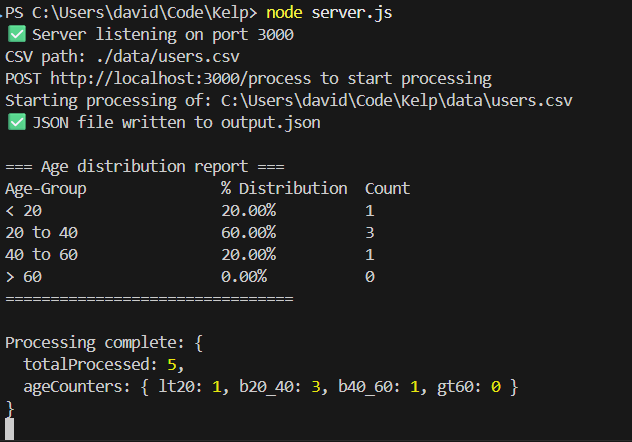 PS C:\Users\david\Code\Kelp> node server.js
✅ Server listening on port 3000
CSV path: ./data/users.csv
POST http://localhost:3000/process to start processing
Starting processing of: C:\Users\david\Code\Kelp\data\users.csv
✅ JSON file written to output.json
=== Age distribution report ===
Age-Group % Distribution Count
< 20 20.00% 1
20 to 40 60.00% 3
40 to 60 20.00% 1
> 60 0.00% 0
================================
Processing complete: {
totalProcessed: 5,
ageCounters: { lt20: 1, b20_40: 3, b40_60: 1, gt60: 0 }
}